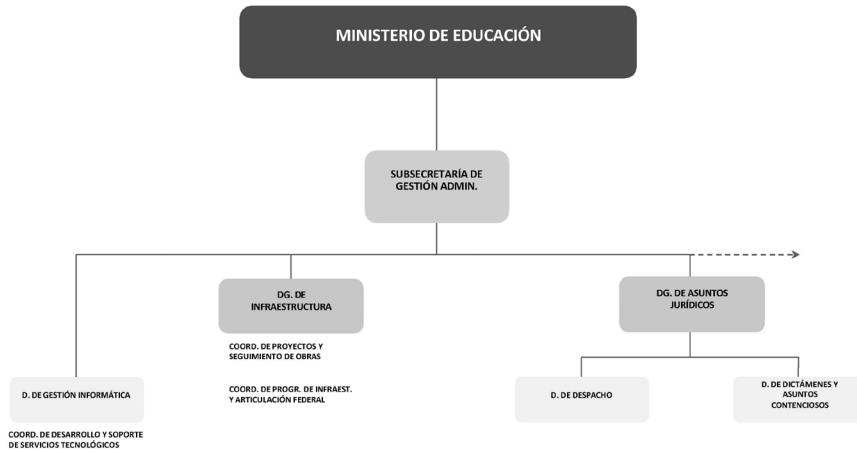 MINISTERIO DE EDUCACIÓN
SUBSECRETARÍA DE
GESTIÓN ADMIN.
DG. DE
INFRAESTRUCTURA
DG. DE ASUNTOS
JURÍDICOS
COORD. DE PROYECTOS Y
SEGUIMIENTO DE OBRAS
COORD. DE PROGR. DE INFRAEST.
Y ARTICULACIÓN FEDERAL
D. DE GESTIÓN INFORMÁTICA
D. DE DESPACHO
D. DE DICTÁMENES Y
ASUNTOS
CONTENCIOSOS
COORD. DE DESARROLLO Y SOPORTE
DE SERVICIOS TECNOLÓGICOS